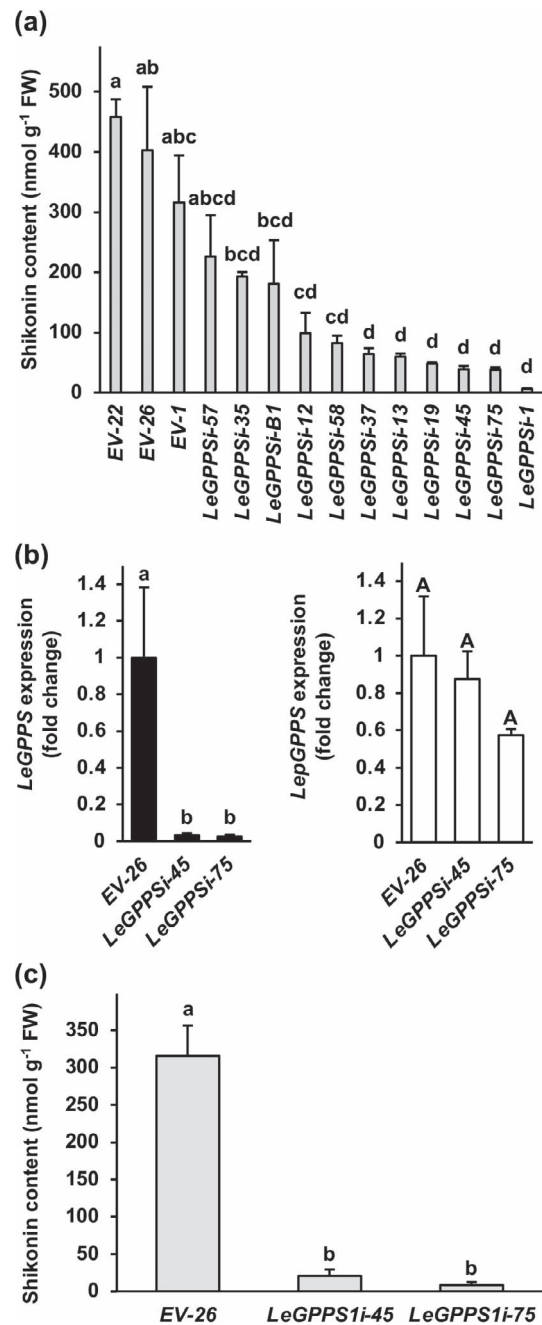 (a)
Shikonin content (nmol g-1 FW)
500
400
300
200
100
0
a
ab
abc
abcd
bcd
bcd
cd
cd
d
d
d
d
d
d
EV-22
EV-26
EV-1
LeGPPSi-57
LeGPPSi-35
LeGPPSi-B1
LeGPPSi-12
LeGPPSi-58
LeGPPSi-37
LeGPPSi-13
LeGPPSi-19
LeGPPSi-45
LeGPPSi-75
LeGPPSi-1
(b)
LeGPPS expression
(fold change)
1.4
1.2
1
0.8
0.6
0.4
0.2
0
a
b
b
EV-26
LeGPPSi-45
LeGPPSi-75
LepGPPS expression
(fold change)
1.4
1.2
1
0.8
0.6
0.4
0.2
0
A
A
A
EV-26
LeGPPSi-45
LeGPPSi-75
(c)
Shikonin content (nmol g-1 FW)
350
300
250
200
150
100
50
0
a
b
b
EV-26
LeGPPS1i-45
LeGPPS1i-75